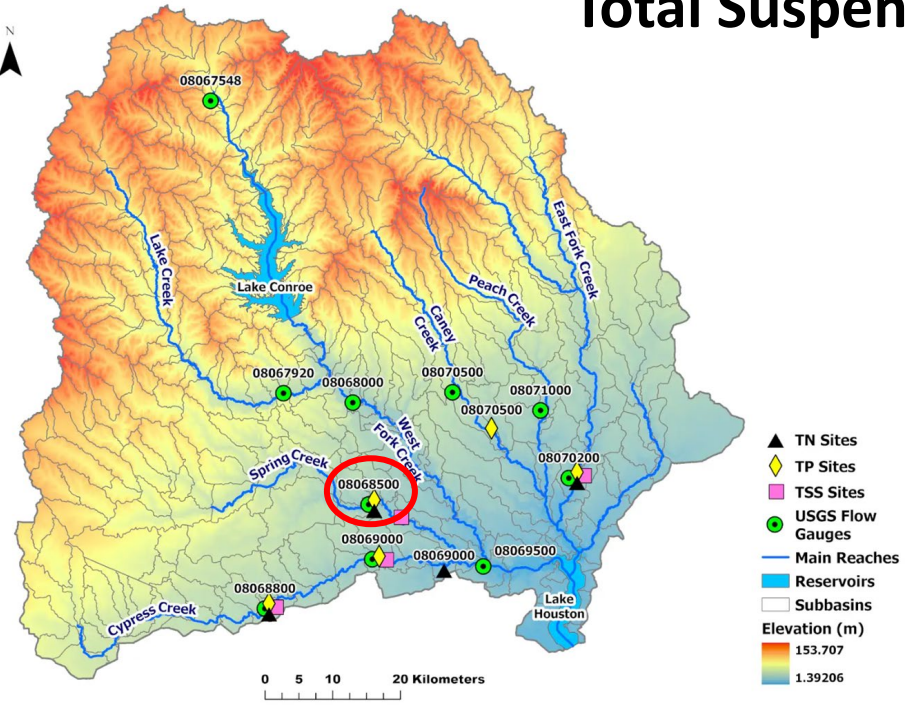 Total Suspen
N
08067548
Lake Creek
Lake Conroe
East Fork Creek
Peach Creek
Caney
Creek
08067920
08068000
08070500
08071000
08070500
West
Fork Creek
Spring Creek
08070200
08068500
08069000
08069000
08069500
08068800
Cypress Creek
Lake
Houston
0 5 10 20 Kilometers
TN Sites
TP Sites
TSS Sites
USGS Flow
Gauges
Main Reaches
Reservoirs
Subbasins
Elevation (m)
153.707
1.39206